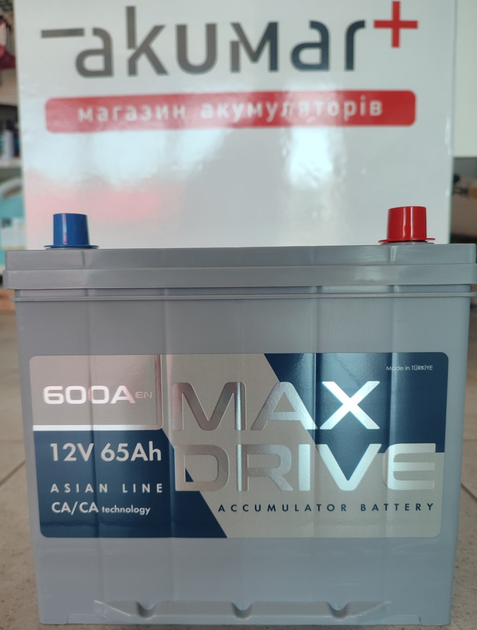 akumar+
магазин акумуляторів
Made in TÜRKİYE
600A EN
MAX
DRIVE
12V 65Ah
ASIAN LINE
CA/CA technology
ACCUMULATOR BATTERY